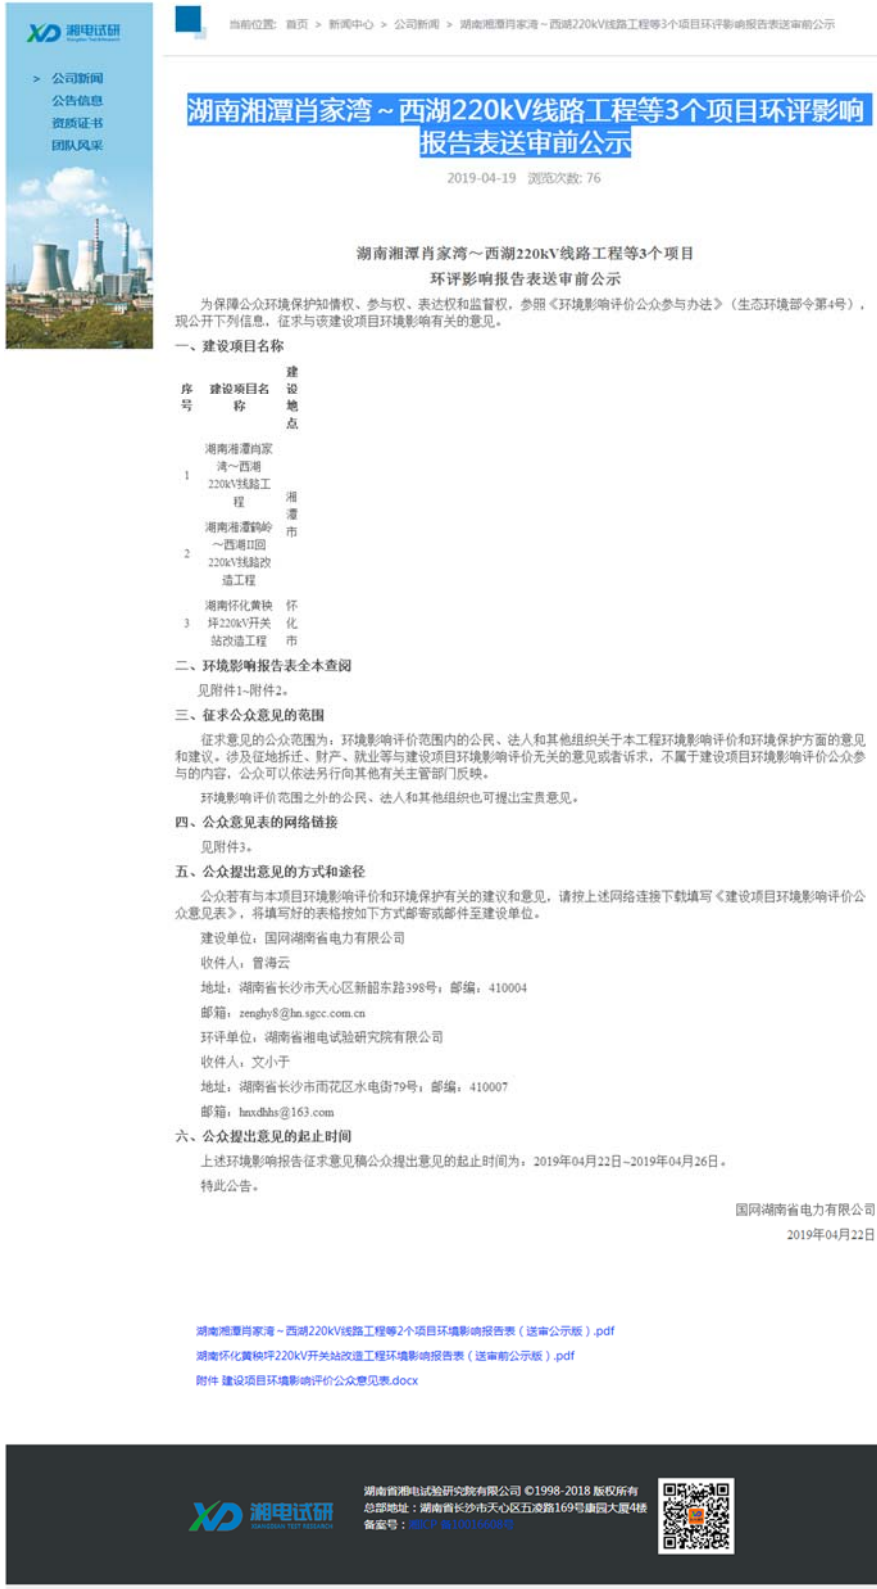 湘电试研
当前位置: 首页 > 新闻中心 > 公司新闻 > 湖南湘潭肖家湾～西湖220kV线路工程等3个项目环评影响报告表送审前公示
> 公司新闻
公告信息
资质证书
团队风采
湖南湘潭肖家湾～西湖220kV线路工程等3个项目环评影响
报告表送审前公示
2019-04-19 浏览次数: 76
湖南湘潭肖家湾～西湖220kV线路工程等3个项目
环评影响报告表送审前公示
为保障公众环境保护知情权、参与权、表达权和监督权，参照《环境影响评价公众参与办法》（生态环境部令第4号），
现公开下列信息，征求与该建设项目环境影响有关的意见。
一、建设项目名称
序号 建设项目名称 建设地点
1 湖南湘潭肖家湾～西湖220kV线路工程 湘潭市
2 湖南湘潭鹤岭～西湖II回220kV线路改造工程
3 湖南怀化黄秧坪220kV开关站改造工程 怀化市
二、环境影响报告表全本查阅
见附件1~附件2。
三、征求公众意见的范围
征求意见的公众范围为：环境影响评价范围内的公民、法人和其他组织关于本工程环境影响评价和环境保护方面的意见
和建议。涉及征地拆迁、财产、就业等与建设项目环境影响评价无关的意见或者诉求，不属于建设项目环境影响评价公众参
与的内容，公众可以依法另行向其他有关主管部门反映。
环境影响评价范围之外的公民、法人和其他组织也可提出宝贵意见。
四、公众意见表的网络链接
见附件3。
五、公众提出意见的方式和途径
公众若有与本项目环境影响评价和环境保护有关的建议和意见，请按上述网络连接下载填写《建设项目环境影响评价公
众意见表》，将填写好的表格按如下方式邮寄或邮件至建设单位。
建设单位：国网湖南省电力有限公司
收件人：曾海云
地址：湖南省长沙市天心区新韶东路398号；邮编：410004
邮箱：zenghy8@hn.sgcc.com.cn
环评单位：湖南省湘电试验研究院有限公司
收件人：文小于
地址：湖南省长沙市雨花区水电街79号；邮编：410007
邮箱：hnxdhhs@163.com
六、公众提出意见的起止时间
上述环境影响报告征求意见稿公众提出意见的起止时间为：2019年04月22日~2019年04月26日。
特此公告。
国网湖南省电力有限公司
2019年04月22日
湖南湘潭肖家湾～西湖220kV线路工程等2个项目环境影响报告表（送审公示版）.pdf
湖南怀化黄秧坪220kV开关站改造工程环境影响报告表（送审前公示版）.pdf
附件 建设项目环境影响评价公众意见表.docx
湘电试研
XIANGDIAN TEST RESEARCH
湖南省湘电试验研究院有限公司 ©1998-2018 版权所有
总部地址：湖南省长沙市天心区五凌路169号康园大厦4楼
备案号：